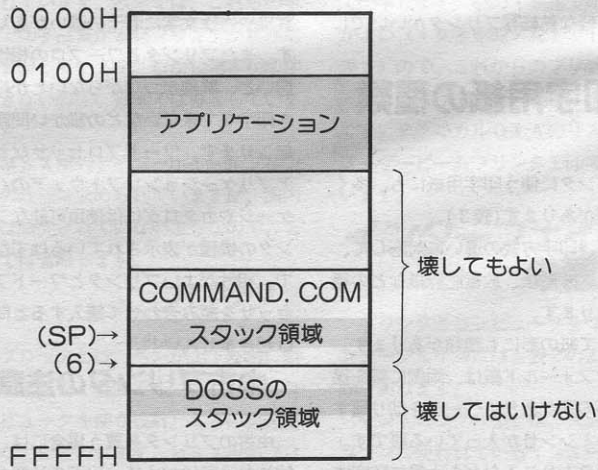 0000H
0100H
アプリケーション
壊してもよい
COMMAND. COM
スタック領域
(SP)→
(6)→
DOSSの
スタック領域
壊してはいけない
FFFFH